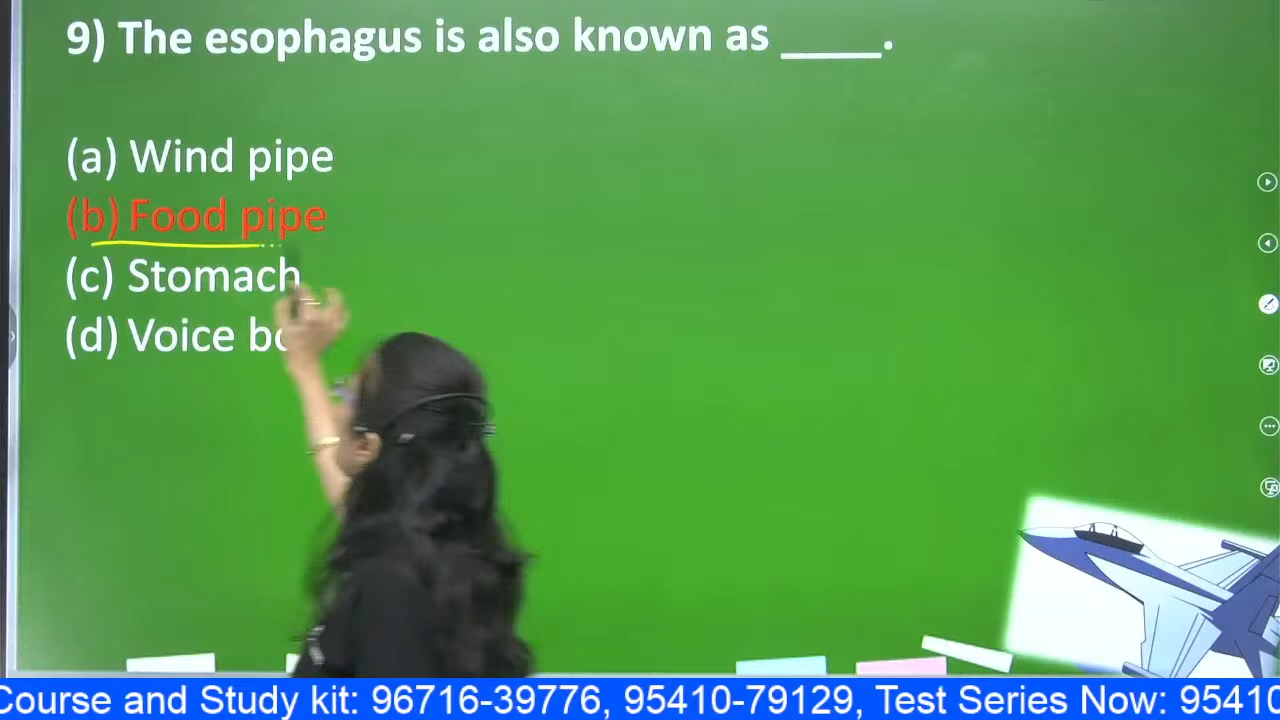 9) The esophagus is also known as _____.
(a) Wind pipe
(b) Food pipe
(c) Stomach
(d) Voice
Course and Study kit: 96716-39776, 95410-79129, Test Series Now: 95410